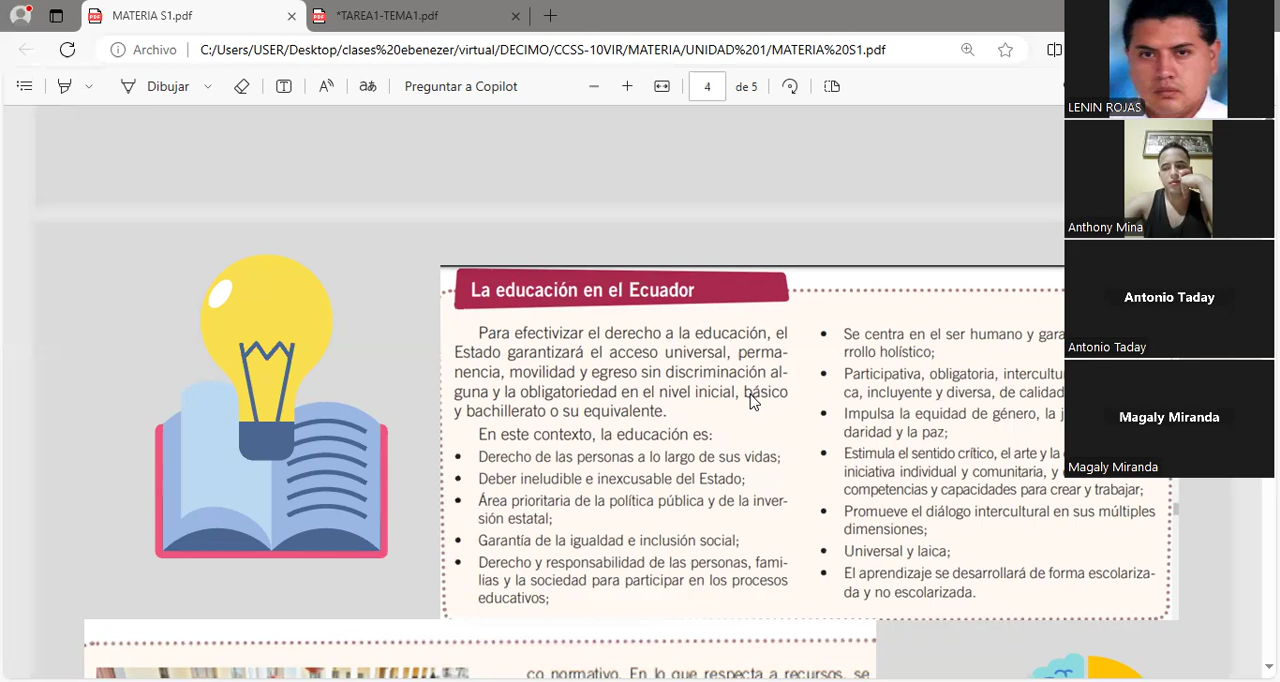 MATERIA S1.pdf
*TAREA1-TEMA1.pdf
Archivo
C:/Users/USER/Desktop/clases%20ebenezer/virtual/DECIMO/CCSS-10VIR/MATERIA/UNIDAD%201/MATERIA%20S1.pdf
Dibujar
Preguntar a Copilot
4
de 5
La educación en el Ecuador
Para efectivizar el derecho a la educación, el
Estado garantizará el acceso universal, perma-
nencia, movilidad y egreso sin discriminación al-
guna y la obligatoriedad en el nivel inicial, básico
y bachillerato o su equivalente.
En este contexto, la educación es:
• Derecho de las personas a lo largo de sus vidas;
• Deber ineludible e inexcusable del Estado;
• Área prioritaria de la política pública y de la inver-
sión estatal;
• Garantía de la igualdad e inclusión social;
• Derecho y responsabilidad de las personas, fami-
lias y la sociedad para participar en los procesos
educativos;
• Se centra en el ser humano y gara
rrollo holístico;
• Participativa, obligatoria, intercultu
ca, incluyente y diversa, de calidad
• Impulsa la equidad de género, la j
daridad y la paz;
• Estimula el sentido crítico, el arte y la
iniciativa individual y comunitaria, y
competencias y capacidades para crear y trabajar;
• Promueve el diálogo intercultural en sus múltiples
dimensiones;
• Universal y laica;
• El aprendizaje se desarrollará de forma escolariza-
da y no escolarizada.
co normativo. En lo que respecta a recursos, se
LENIN ROJAS
Anthony Mina
Antonio Taday
Antonio Taday
Magaly Miranda
Magaly Miranda